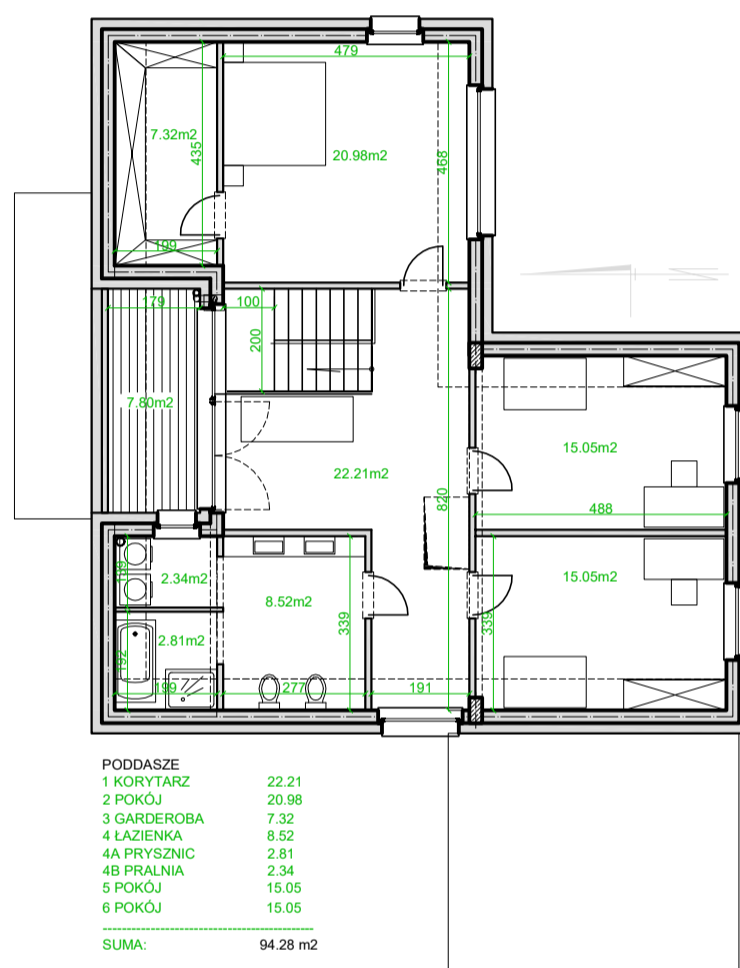 479
7.32m2
435
20.98m2
468
199
179
100
200
7.80m2
22.21m2
15.05m2
820
488
109
2.34m2
8.52m2
15.05m2
2.81m2
339
339
192
199
277
191
N
PODDASZE
1 KORYTARZ 22.21
2 POKÓJ 20.98
3 GARDEROBA 7.32
4 ŁAZIENKA 8.52
4A PRYSZNIC 2.81
4B PRALNIA 2.34
5 POKÓJ 15.05
6 POKÓJ 15.05
SUMA: 94.28 m2